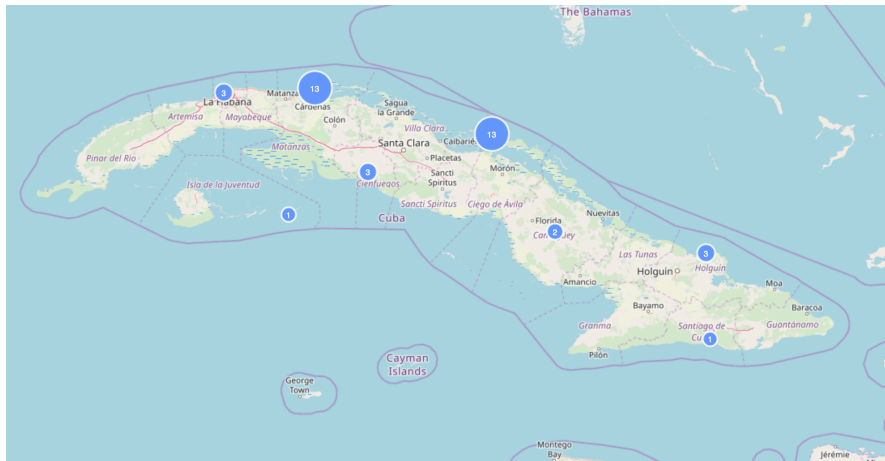 The Bahamas
3
13
La Habana
Matanzas
Cárdenas
Sagua
la Grande
Artemisa
Mayabeque
Colón
Villa Clara
13
Matanzas
Santa Clara
Caibarién
Pinar del Río
Placetas
3
Cienfuegos
Sancti
Spíritus
Morón
Isla de la Juventud
Sancti Spíritus
Ciego de Ávila
1
Cuba
Florida
Nuevitas
2
Camagüey
Las Tunas
3
Holguín
Holguín
Amancio
Moa
Bayamo
Baracoa
Granma
Santiago de
Cuba
Guantánamo
1
Pilón
Cayman
Islands
George
Town
Montego
Bay
Jérémie